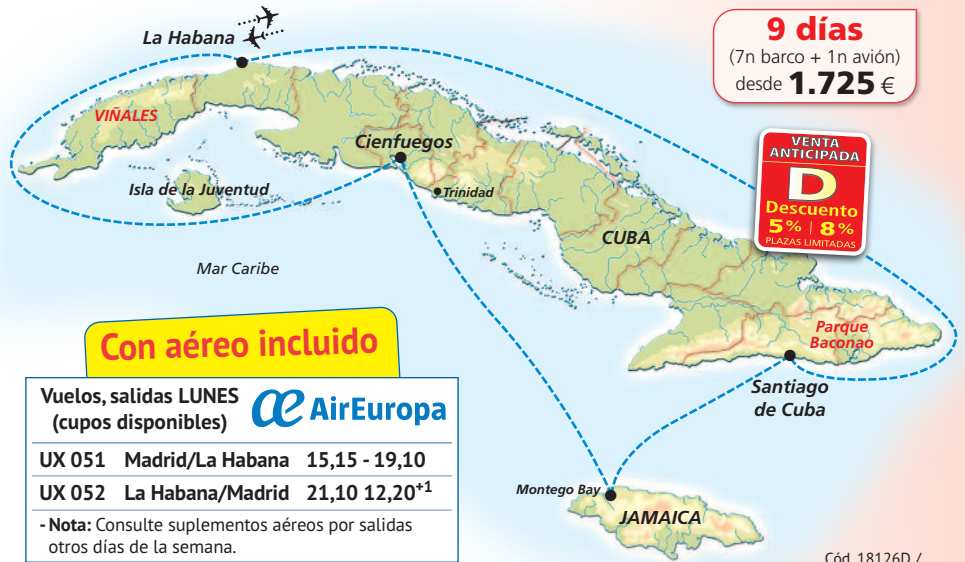 La Habana
9 días
(7n barco + 1n avión)
desde 1.725 €
VIÑALES
Cienfuegos
VENTA
ANTICIPADA
D
Descuento
5% | 8%
PLAZAS LIMITADAS
Isla de la Juventud
Trinidad
CUBA
Mar Caribe
Parque
Baconao
Santiago
de Cuba
Montego Bay
JAMAICA
Con aéreo incluido
Vuelos, salidas LUNES
(cupos disponibles)
AirEuropa
UX 051 Madrid/La Habana 15,15 - 19,10
UX 052 La Habana/Madrid 21,10 12,20+1
- Nota: Consulte suplementos aéreos por salidas
otros días de la semana.
Cód. 18126D /